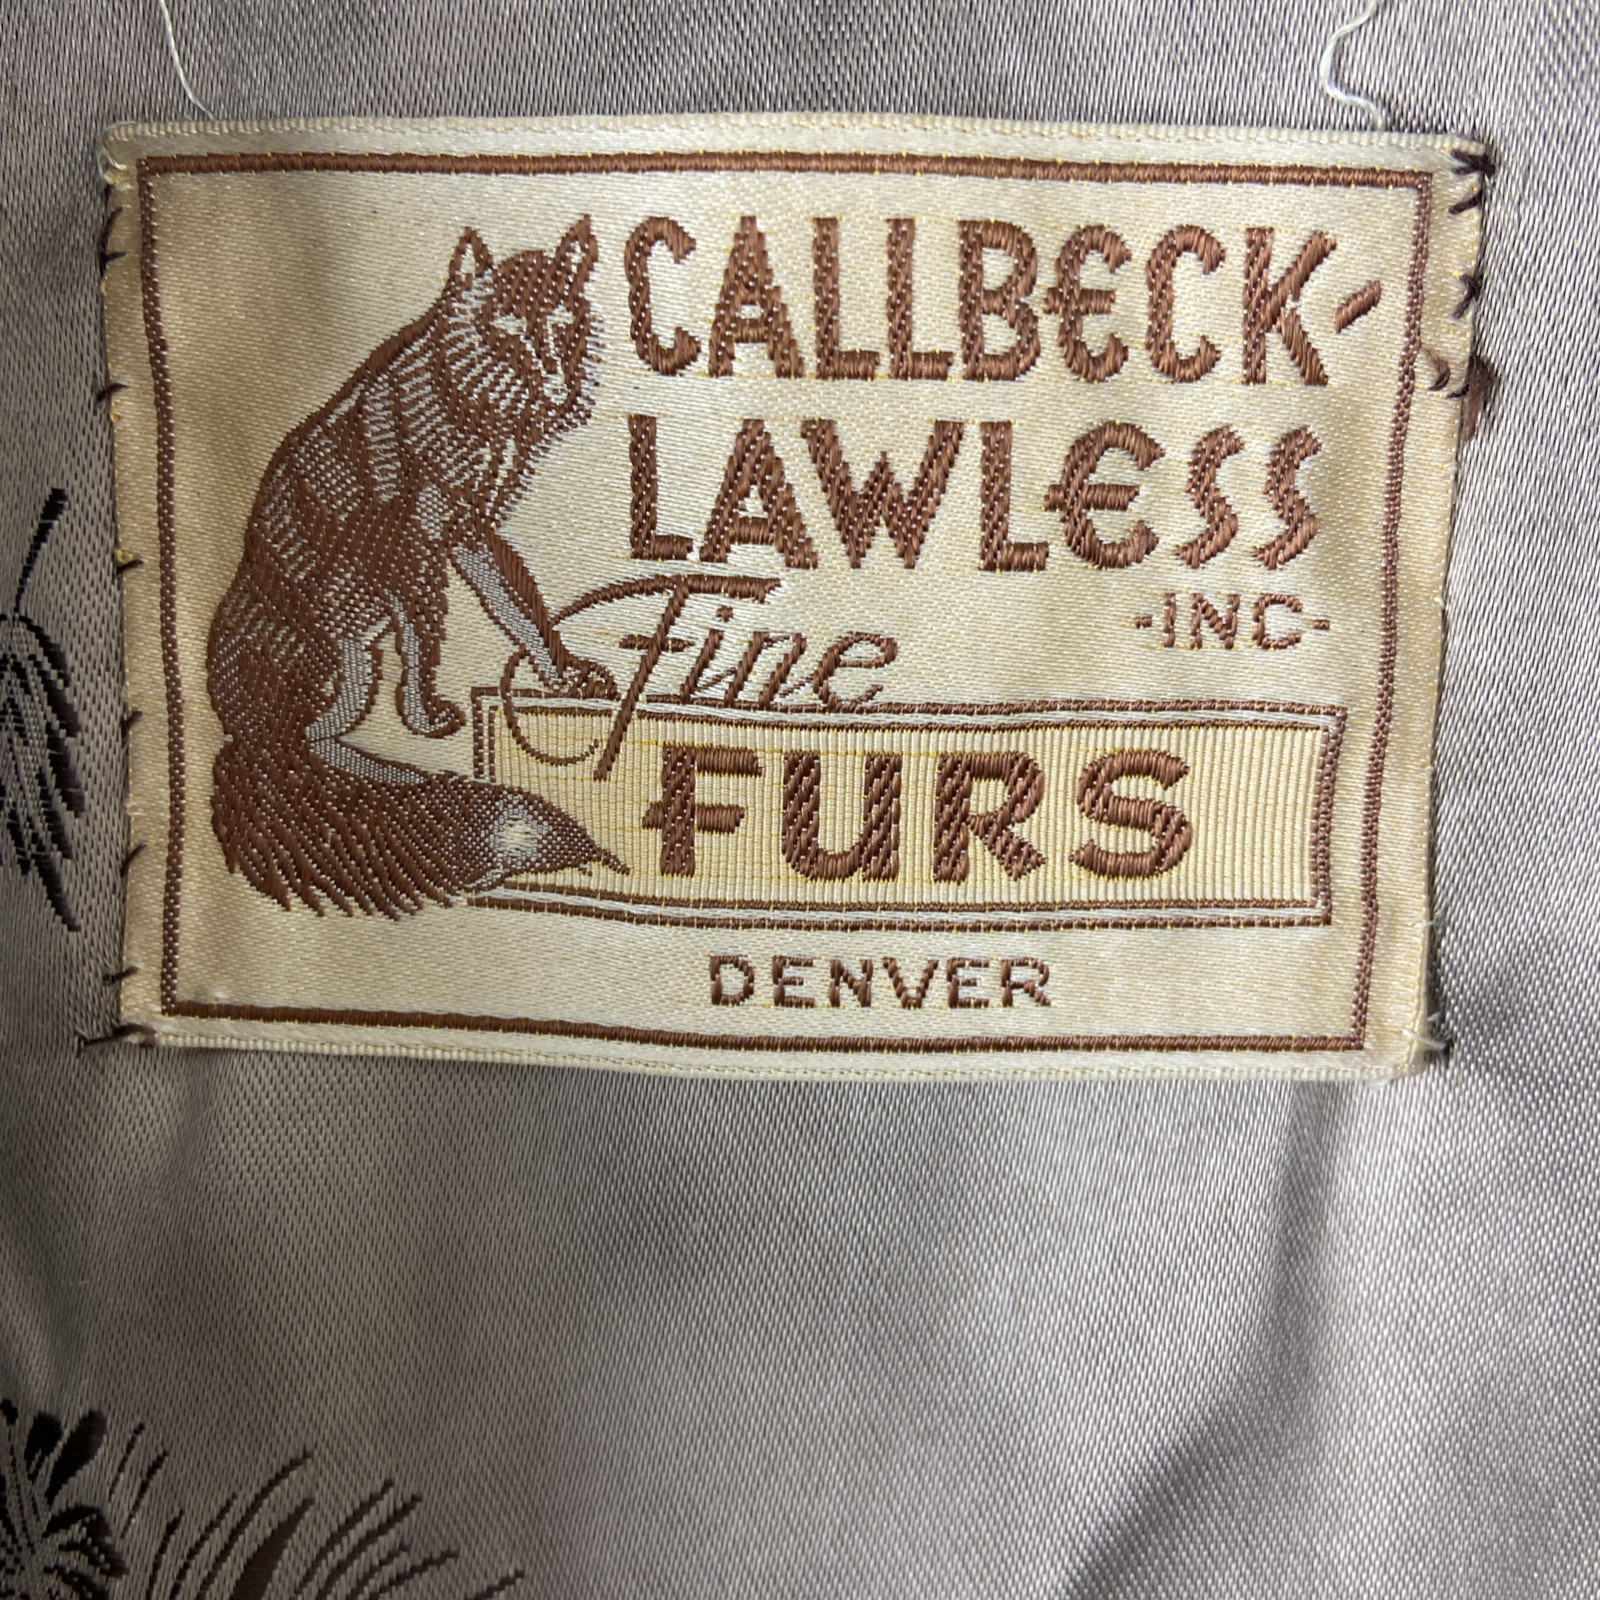 CALLBECK-
LAWLESS
-INC-
Fine
FURS
DENVER